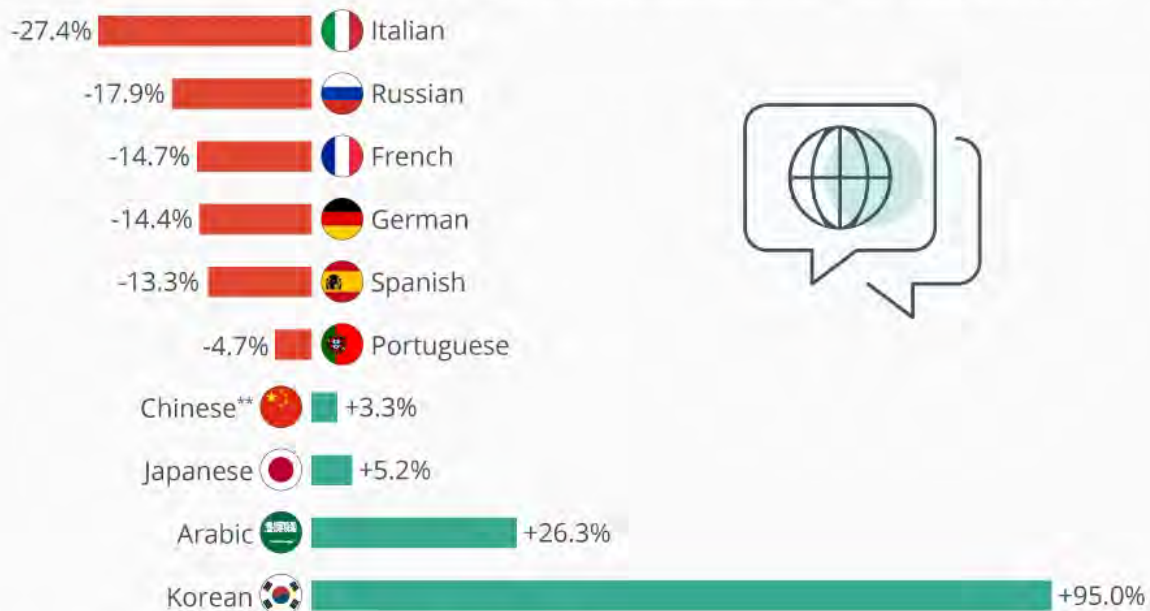 -27.4% Italian
-17.9% Russian
-14.7% French
-14.4% German
-13.3% Spanish
-4.7% Portuguese
Chinese** +3.3%
Japanese +5.2%
Arabic +26.3%
Korean +95.0%